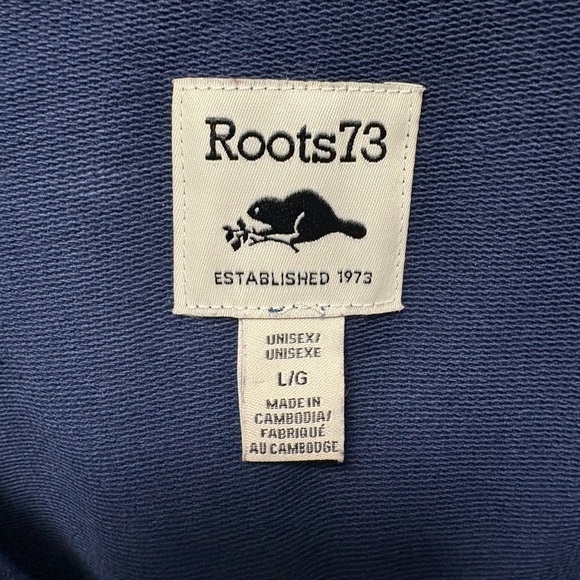 Roots73
ESTABLISHED 1973
UNISEX/
UNISEXE
L/G
MADE IN
CAMBODIA/
FABRIQUÉ
AU CAMBODGE